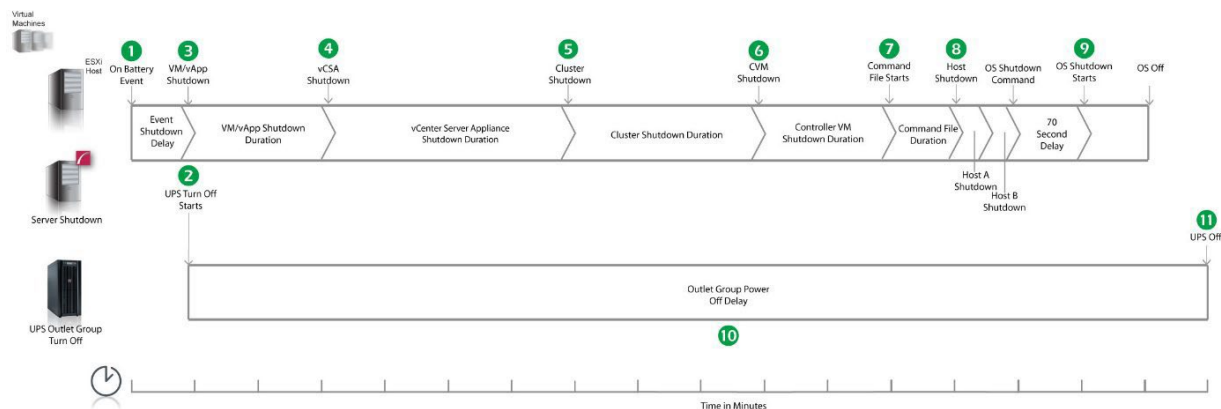 Virtual
Machines
ESXi
Host
1
On Battery
Event
3
VM/vApp
Shutdown
4
vCSA
Shutdown
5
Cluster
Shutdown
6
CVM
Shutdown
7
Command
File Starts
8
Host
Shutdown
OS Shutdown
Command
9
OS Shutdown
Starts
OS Off
Event
Shutdown
Delay
VM/vApp Shutdown
Duration
vCenter Server Appliance
Shutdown Duration
Cluster Shutdown Duration
Controller VM
Shutdown Duration
Command File
Duration
70
Second
Delay
Host A
Shutdown
Host B
Shutdown
Server Shutdown
2
UPS Turn Off
Starts
11
UPS Off
Outlet Group Power
Off Delay
10
UPS Outlet Group
Turn Off
Time in Minutes